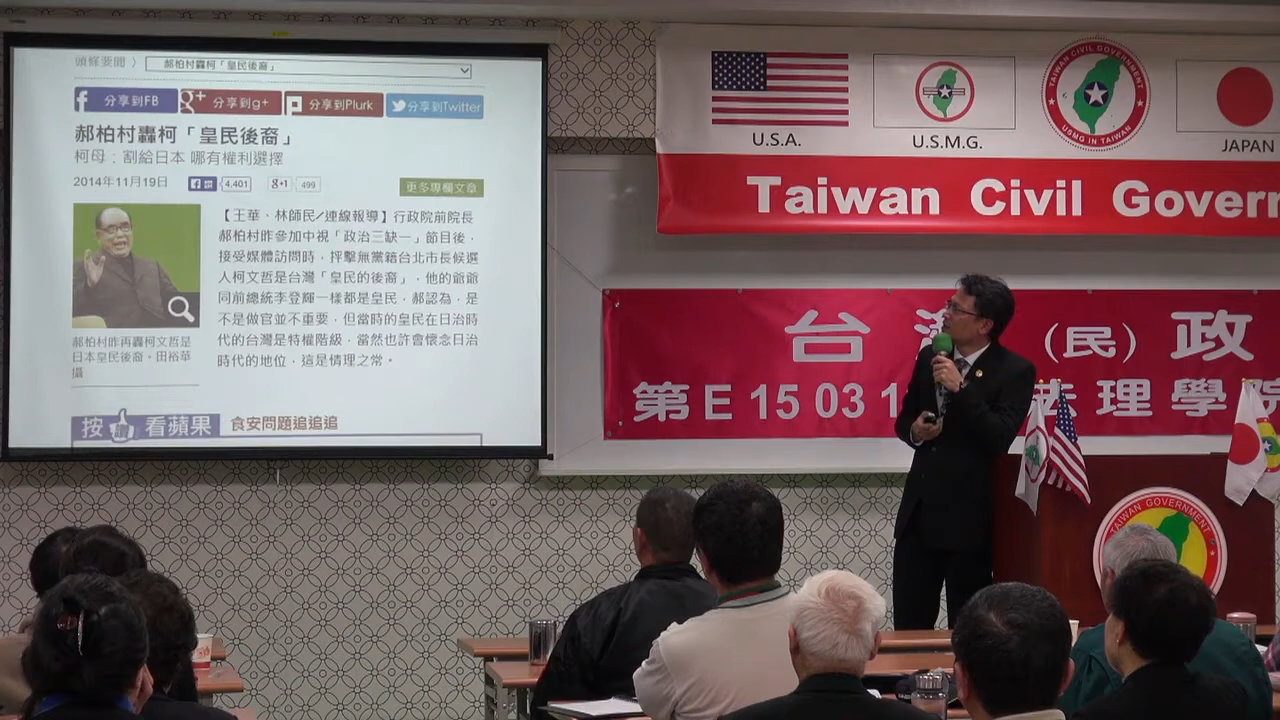 頭條要聞 〉 郝柏村轟柯「皇民後裔」
分享到FB 分享到g+ 分享到Plurk 分享到Twitter
郝柏村轟柯「皇民後裔」
柯母：割給日本 哪有權利選擇
2014年11月19日 讚 4,401 g+1 499 更多專欄文章
【王華、林師民／連線報導】行政院前院長
郝柏村昨參加中視「政治三缺一」節目後，
接受媒體訪問時，抨擊無黨籍台北市長候選
人柯文哲是台灣「皇民的後裔」，他的爺爺
同前總統李登輝一樣都是皇民，郝認為，是
不是做官並不重要，但當時的皇民在日治時
代的台灣是特權階級，當然也許會懷念日治
時代的地位，這是情理之常。
郝柏村昨再轟柯文哲是
日本皇民後裔。田裕華
攝
按讚看蘋果 食安問題追追追
U.S.A.
U.S.M.G.
TAIWAN CIVIL GOVERNMENT
USMG IN TAIWAN
JAPAN
Taiwan Civil Govern
台 (民) 政
第E 15 03 1 法理學院
TAIWAN GOVERNMENT